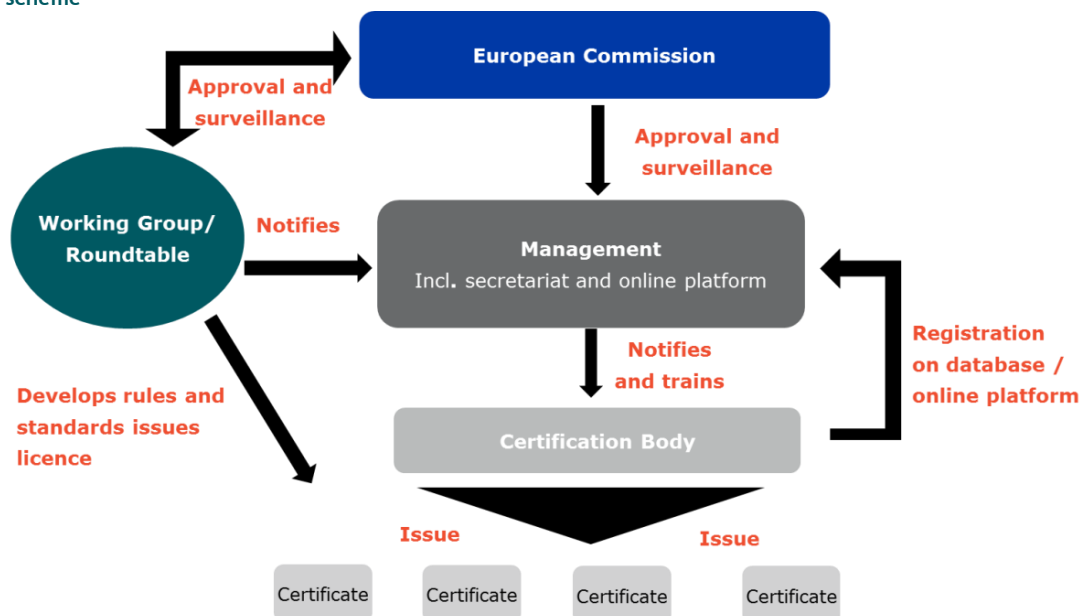 scheme
European Commission
Approval and
surveillance
Approval and
surveillance
Working Group/
Roundtable
Notifies
Management
Incl. secretariat and online platform
Registration
on database /
online platform
Notifies
and trains
Develops rules and
standards issues
licence
Certification Body
Issue
Issue
Certificate
Certificate
Certificate
Certificate